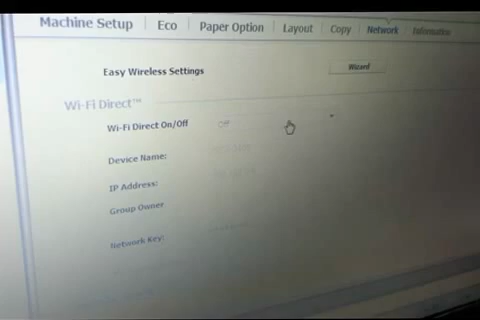 Machine Setup Eco Paper Option Layout Copy Network Information
Easy Wireless Settings Wizard
Wi-Fi Direct™
Wi-Fi Direct On/Off Off
Device Name:
IP Address:
Group Owner
Network Key: